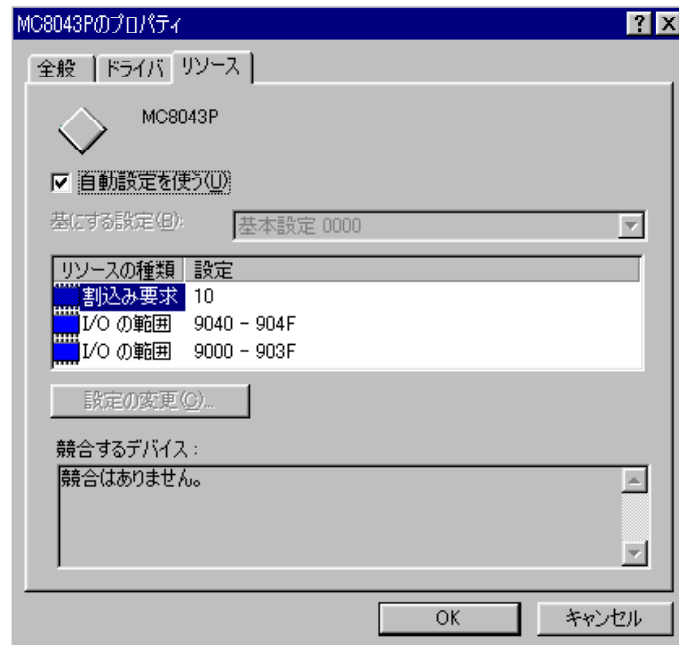 MC8043Pのプロパティ
全般 ドライバ リソース
MC8043P
自動設定を使う(U)
基にする設定(B): 基本設定 0000
リソースの種類 設定
割込み要求 10
I/O の範囲 9040 - 904F
I/O の範囲 9000 - 903F
設定の変更(C)...
競合するデバイス:
競合はありません。
OK キャンセル